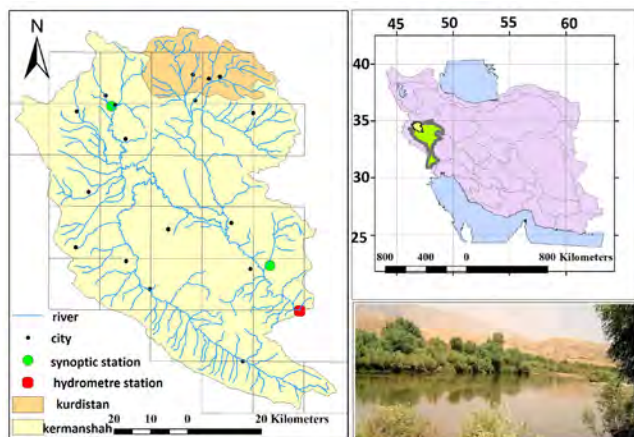 N
river
city
synoptic station
hydrometre station
kurdistan
kermanshah
20 10 0 20 Kilometers
45 50 55 60
40
35
30
25
800 400 0 800 Kilometers